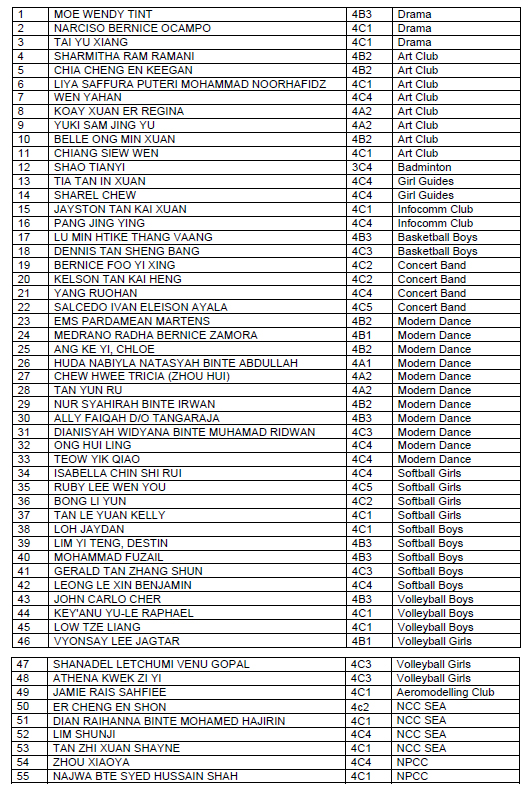 1 MOE WENDY TINT 4B3 Drama
2 NARCISO BERNICE OCAMPO 4C1 Drama
3 TAI YU XIANG 4C1 Drama
4 SHARMITHA RAM RAMANI 4B2 Art Club
5 CHIA CHENG EN KEEGAN 4B2 Art Club
6 LIYA SAFFURA PUTERI MOHAMMAD NOORHAFIDZ 4C1 Art Club
7 WEN YAHAN 4C4 Art Club
8 KOAY XUAN ER REGINA 4A2 Art Club
9 YUKI SAM JING YU 4A2 Art Club
10 BELLE ONG MIN XUAN 4B2 Art Club
11 CHIANG SIEW WEN 4C1 Art Club
12 SHAO TIANYI 3C4 Badminton
13 TIA TAN IN XUAN 4C4 Girl Guides
14 SHAREL CHEW 4C4 Girl Guides
15 JAYSTON TAN KAI XUAN 4C1 Infocomm Club
16 PANG JING YING 4C4 Infocomm Club
17 LU MIN HTIKE THANG VAANG 4B3 Basketball Boys
18 DENNIS TAN SHENG BANG 4C3 Basketball Boys
19 BERNICE FOO YI XING 4C2 Concert Band
20 KELSON TAN KAI HENG 4C2 Concert Band
21 YANG RUOHAN 4C4 Concert Band
22 SALCEDO IVAN ELEISON AYALA 4C5 Concert Band
23 EMS PARDAMEAN MARTENS 4B2 Modern Dance
24 MEDRANO RADHA BERNICE ZAMORA 4B1 Modern Dance
25 ANG KE YI, CHLOE 4B2 Modern Dance
26 HUDA NABIYLA NATASYAH BINTE ABDULLAH 4A1 Modern Dance
27 CHEW HWEE TRICIA (ZHOU HUI) 4A2 Modern Dance
28 TAN YUN RU 4A2 Modern Dance
29 NUR SYAHIRAH BINTE IRWAN 4B2 Modern Dance
30 ALLY FAIQAH D/O TANGARAJA 4B3 Modern Dance
31 DIANISYAH WIDYANA BINTE MUHAMAD RIDWAN 4C3 Modern Dance
32 ONG HUI LING 4C4 Modern Dance
33 TEOW YIK QIAO 4C4 Modern Dance
34 ISABELLA CHIN SHI RUI 4C4 Softball Girls
35 RUBY LEE WEN YOU 4C5 Softball Girls
36 BONG LI YUN 4C2 Softball Girls
37 TAN LE YUAN KELLY 4C1 Softball Girls
38 LOH JAYDAN 4C1 Softball Boys
39 LIM YI TENG, DESTIN 4B3 Softball Boys
40 MOHAMMAD FUZAIL 4B3 Softball Boys
41 GERALD TAN ZHANG SHUN 4C3 Softball Boys
42 LEONG LE XIN BENJAMIN 4C4 Softball Boys
43 JOHN CARLO CHER 4B3 Volleyball Boys
44 KEY'ANU YU-LE RAPHAEL 4C1 Volleyball Boys
45 LOW TZE LIANG 4C1 Volleyball Boys
46 VYONSAY LEE JAGTAR 4B1 Volleyball Girls
47 SHANADEL LETCHUMI VENU GOPAL 4C3 Volleyball Girls
48 ATHENA KWEK ZI YI 4C3 Volleyball Girls
49 JAMIE RAIS SAHFIEE 4C1 Aeromodelling Club
50 ER CHENG EN SHON 4c2 NCC SEA
51 DIAN RAIHANNA BINTE MOHAMED HAJIRIN 4C1 NCC SEA
52 LIM SHUNJI 4C4 NCC SEA
53 TAN ZHI XUAN SHAYNE 4C1 NCC SEA
54 ZHOU XIAOYA 4C4 NPCC
55 NAJWA BTE SYED HUSSAIN SHAH 4C1 NPCC